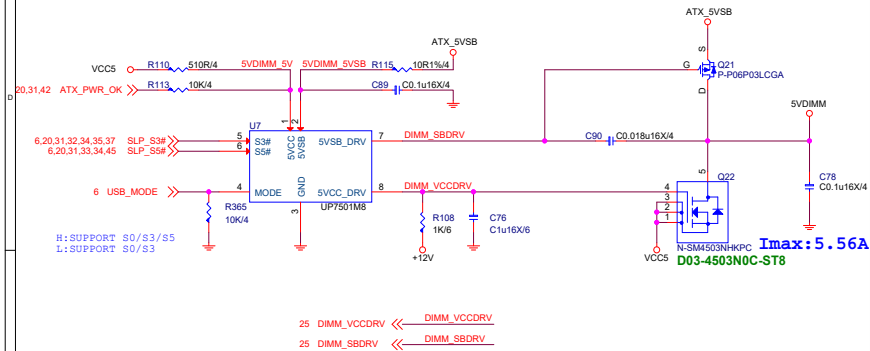 ATX_5VSB
S
G
Q21
P-P06P03LCGA
D
ATX_5VSB
VCC5
R110
510R/4
5VDIMM_5V
5VDIMM_5VSB
R115
10R1%/4
20,31,42 ATX_PWR_OK
R113
10K/4
C89
C0.1u16X/4
D
5VDIMM
U7
1
2
6,20,31,32,34,35,37 SLP_S3#
6,20,31,33,34,45 SLP_S5#
5
6
S3#
S5#
5VCC
5VSB
5VSB_DRV
7
DIMM_SBDRV
C90
C0.018u16X/4
5
Q22
C78
C0.1u16X/4
6 USB_MODE
4
MODE
GND
5VCC_DRV
8
DIMM_VCCDRV
4
3
2
1
R365
10K/4
3
UP7501M8
R108
1K/6
C76
C1u16X/6
+12V
VCC5
N-SM4503NHKPC
D03-4503N0C-ST8
Imax:5.56A
H:SUPPORT S0/S3/S5
L:SUPPORT S0/S3
25 DIMM_VCCDRV
DIMM_VCCDRV
25 DIMM_SBDRV
DIMM_SBDRV